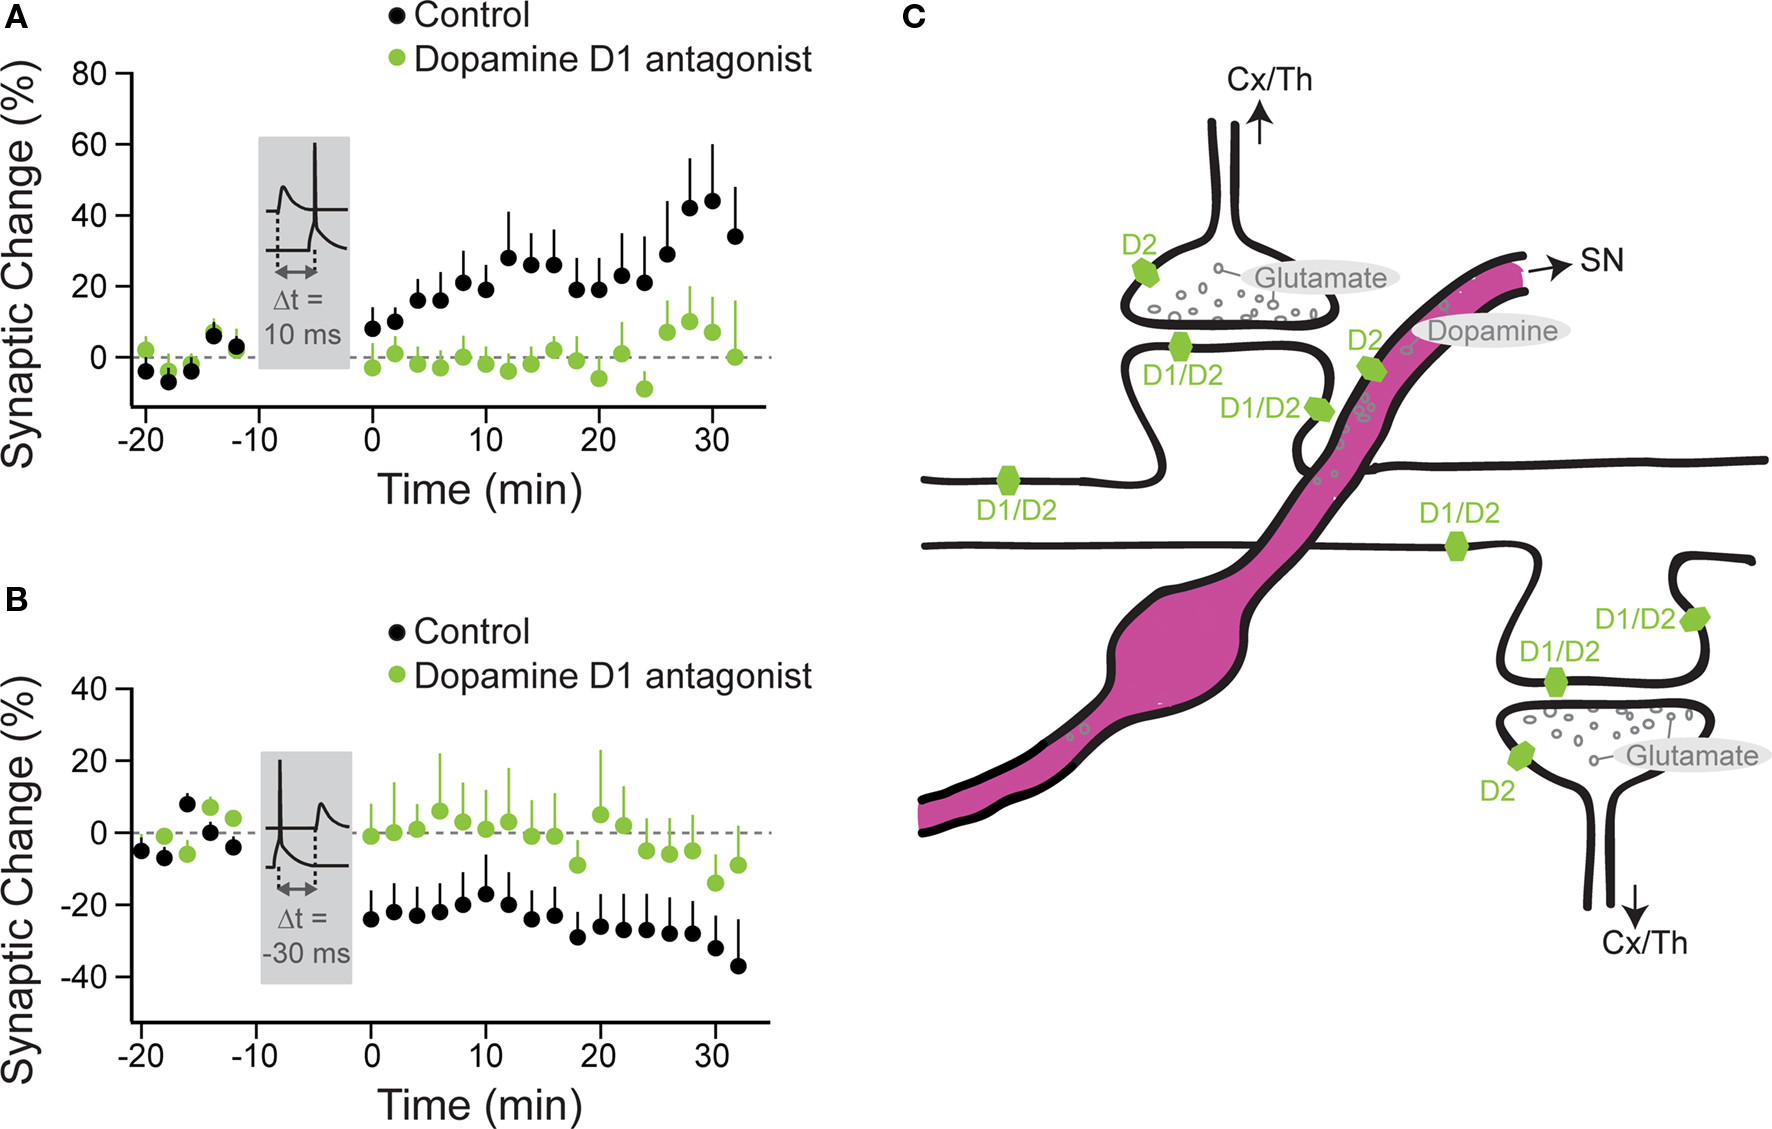 A
Control
Dopamine D1 antagonist
Synaptic Change (%)
80
60
40
20
0
Δt =
10 ms
-20
-10
0
10
20
30
Time (min)
B
Control
Dopamine D1 antagonist
Synaptic Change (%)
40
20
0
-20
-40
Δt =
-30 ms
-20
-10
0
10
20
30
Time (min)
C
Cx/Th
D2
Glutamate
SN
Dopamine
D2
D1/D2
D1/D2
D1/D2
D1/D2
D1/D2
D1/D2
Glutamate
D2
Cx/Th